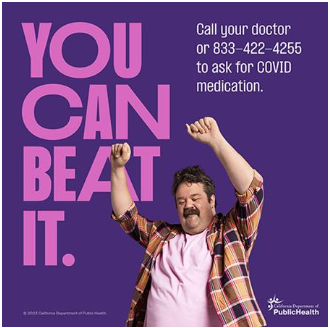 YOU
CAN
BEAT
IT.
Call your doctor
or 833-422-4255
to ask for COVID
medication.
© 2023 California Department of Public Health
California Department of
PublicHealth